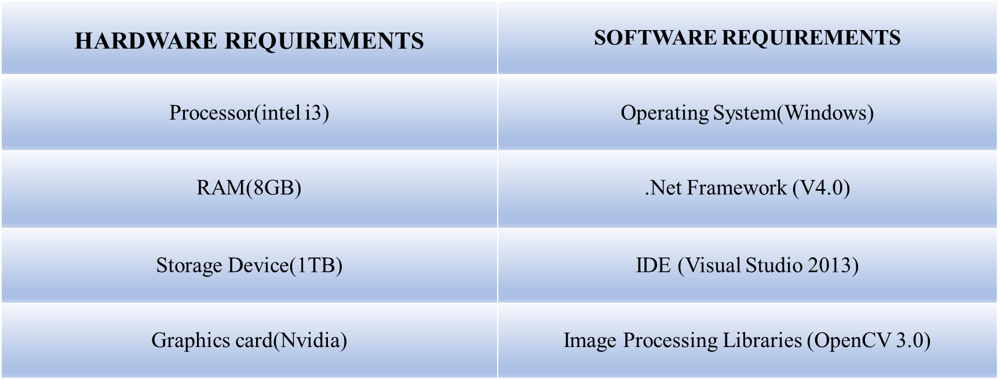 HARDWARE REQUIREMENTS
SOFTWARE REQUIREMENTS
Processor(intel i3)
Operating System(Windows)
RAM(8GB)
.Net Framework (V4.0)
Storage Device(1TB)
IDE (Visual Studio 2013)
Graphics card(Nvidia)
Image Processing Libraries (OpenCV 3.0)